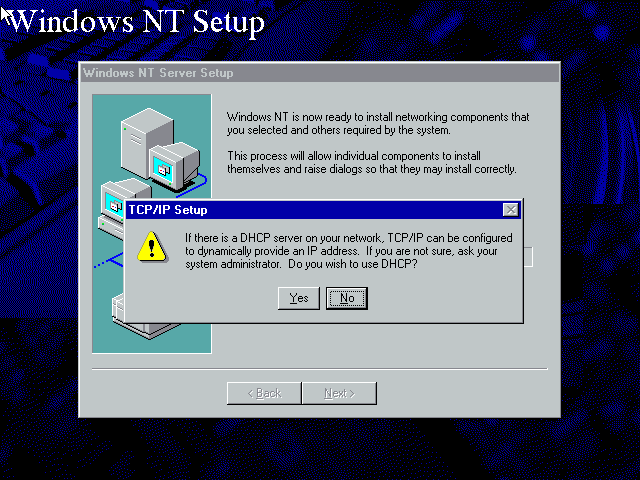 Windows NT Setup
Windows NT Server Setup
Windows NT is now ready to install networking components that
you selected and others required by the system.
This process will allow individual components to install
themselves and raise dialogs so that they may install correctly.
TCP/IP Setup
If there is a DHCP server on your network, TCP/IP can be configured
to dynamically provide an IP address.  If you are not sure, ask your
system administrator.  Do you wish to use DHCP?
Yes
No
< Back
Next >